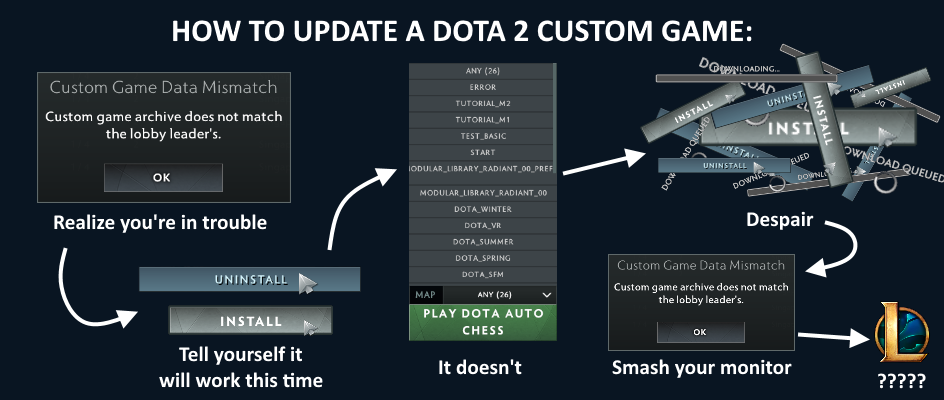 HOW TO UPDATE A DOTA 2 CUSTOM GAME:
Custom Game Data Mismatch
Custom game archive does not match
the lobby leader's.
OK
Realize you're in trouble
UNINSTALL
INSTALL
Tell yourself it
will work this time
ANY (26)
ERROR
TUTORIAL_M2
TUTORIAL_M1
TEST_BASIC
START
MODULAR_LIBRARY_RADIANT_00_PREF
MODULAR_LIBRARY_RADIANT_00
DOTA_WINTER
DOTA_VR
DOTA_SUMMER
DOTA_SPRING
DOTA_SFM
MAP ANY (26)
PLAY DOTA AUTO
CHESS
It doesn't
DOWNLOADING...
INSTALL
UNINST
INSTALL
INSTALL
INSTALL
UNINSTALL
DOWNLOAD QUEUED
Despair
Custom Game Data Mismatch
Custom game archive does not match
the lobby leader's.
OK
Smash your monitor
L
?????